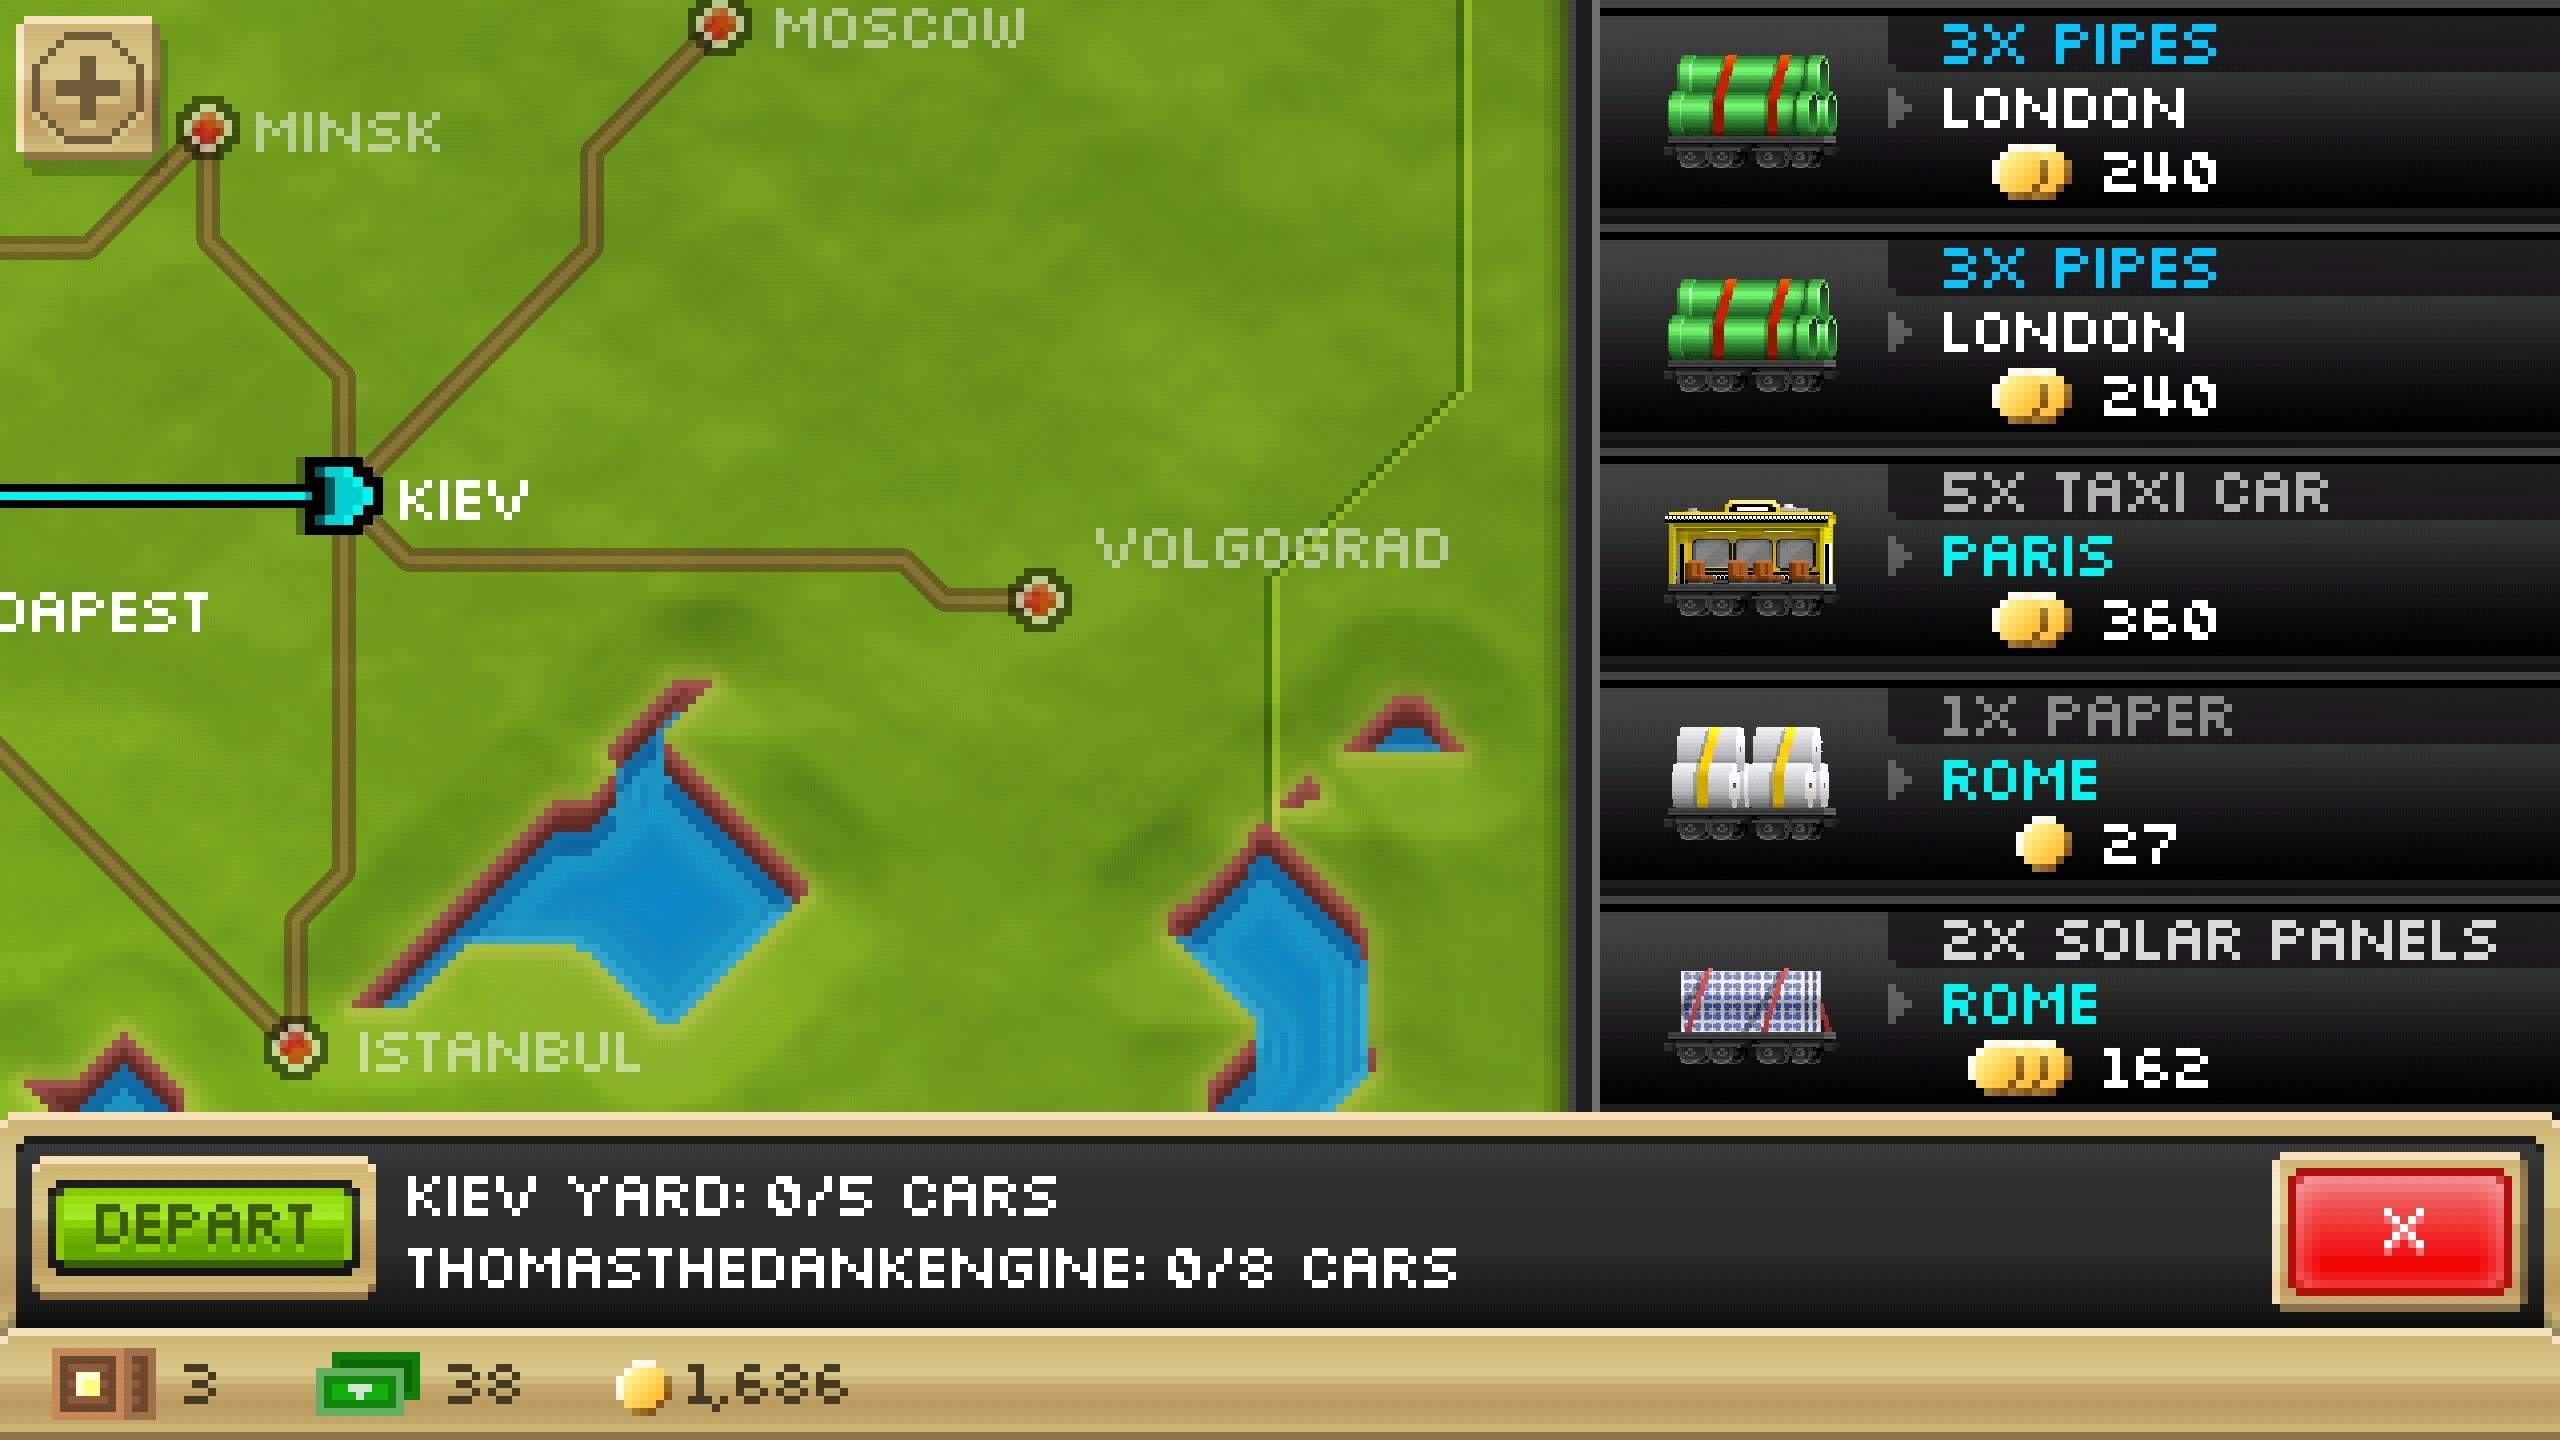 MOSCOW
MINSK
KIEV
VOLGOGRAD
DAPEST
ISTANBUL
3X PIPES
LONDON
240
3X PIPES
LONDON
240
5X TAXI CAR
PARIS
360
1X PAPER
ROME
27
2X SOLAR PANELS
ROME
162
DEPART
KIEV YARD: 0/5 CARS
THOMASTHEDANKENGINE: 0/8 CARS
X
3
38
1,686